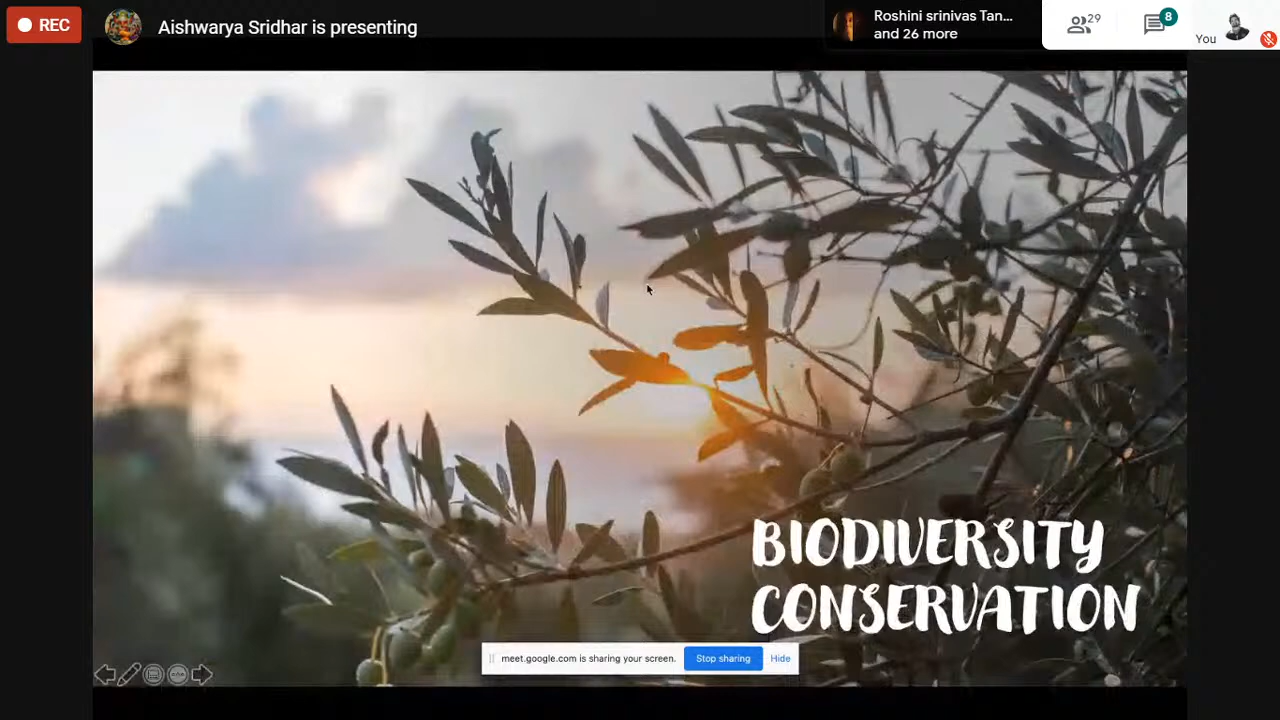 REC
Aishwarya Sridhar is presenting
Roshini srinivas Tan...
and 26 more
29
8
You
BIODIVERSITY
CONSERVATION
meet.google.com is sharing your screen.
Stop sharing
Hide